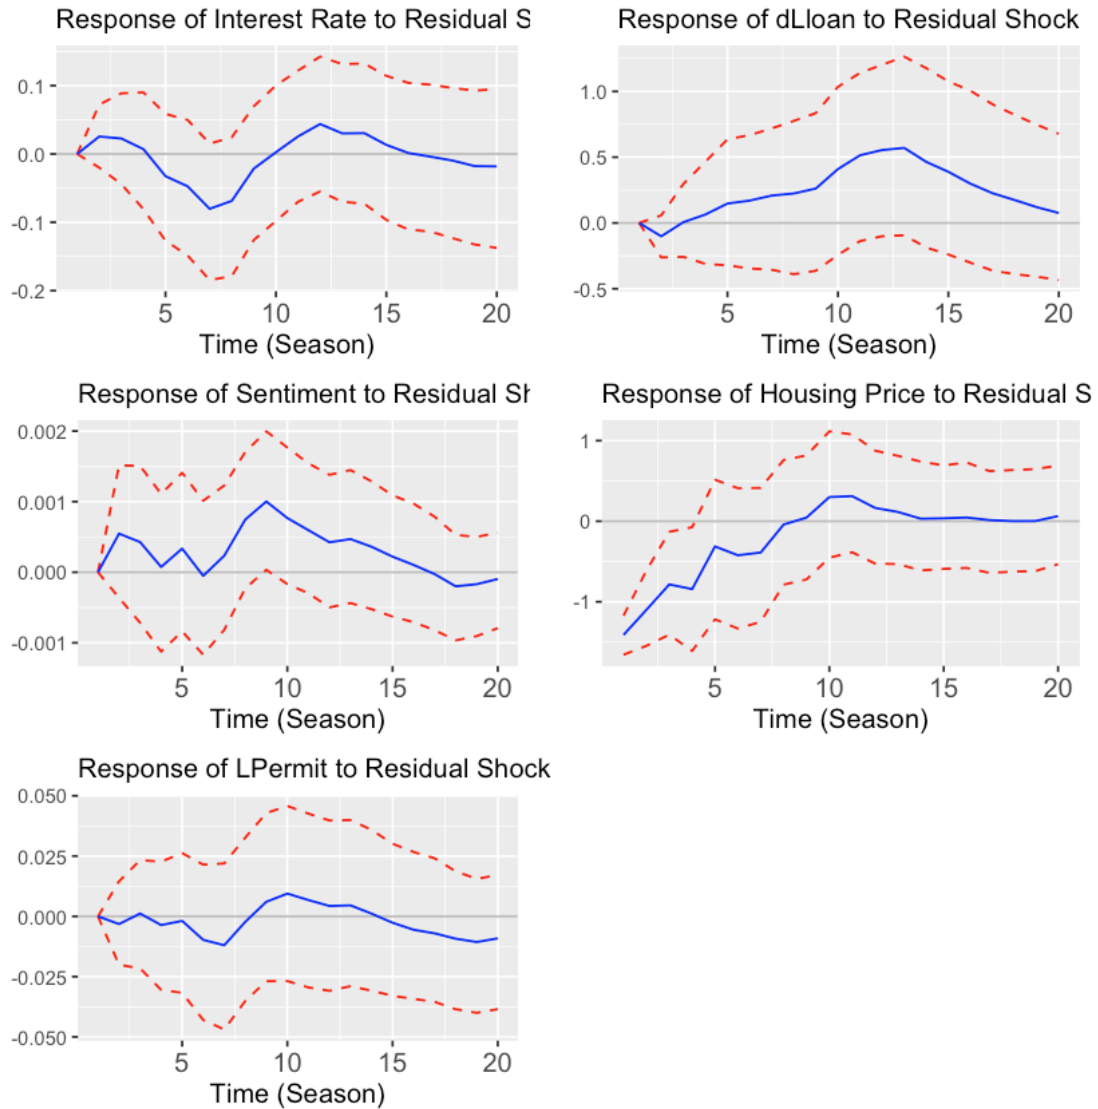 Response of Interest Rate to Residual S
0.1
0.0
-0.1
-0.2
5 10 15 20
Time (Season)
Response of dLloan to Residual Shock
1.0
0.5
0.0
-0.5
5 10 15 20
Time (Season)
Response of Sentiment to Residual Sh
0.002
0.001
0.000
-0.001
5 10 15 20
Time (Season)
Response of Housing Price to Residual S
1
0
-1
5 10 15 20
Time (Season)
Response of LPermit to Residual Shock
0.050
0.025
0.000
-0.025
-0.050
5 10 15 20
Time (Season)